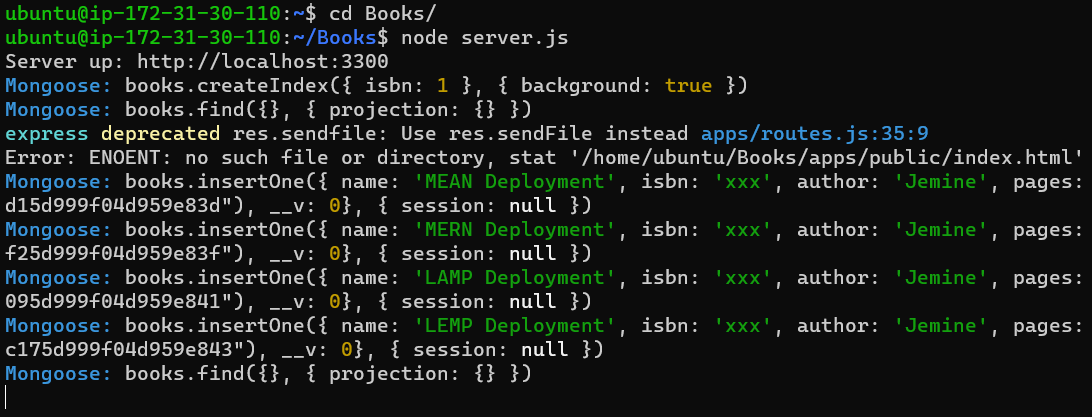 ubuntu@ip-172-31-30-110:~$ cd Books/
ubuntu@ip-172-31-30-110:~/Books$ node server.js
Server up: http://localhost:3300
Mongoose: books.createIndex({ isbn: 1 }, { background: true })
Mongoose: books.find({}, { projection: {} })
express deprecated res.sendfile: Use res.sendFile instead apps/routes.js:35:9
Error: ENOENT: no such file or directory, stat '/home/ubuntu/Books/apps/public/index.html'
Mongoose: books.insertOne({ name: 'MEAN Deployment', isbn: 'xxx', author: 'Jemine', pages:
d15d999f04d959e83d"), __v: 0}, { session: null })
Mongoose: books.insertOne({ name: 'MERN Deployment', isbn: 'xxx', author: 'Jemine', pages:
f25d999f04d959e83f"), __v: 0}, { session: null })
Mongoose: books.insertOne({ name: 'LAMP Deployment', isbn: 'xxx', author: 'Jemine', pages:
095d999f04d959e841"), __v: 0}, { session: null })
Mongoose: books.insertOne({ name: 'LEMP Deployment', isbn: 'xxx', author: 'Jemine', pages:
c175d999f04d959e843"), __v: 0}, { session: null })
Mongoose: books.find({}, { projection: {} })